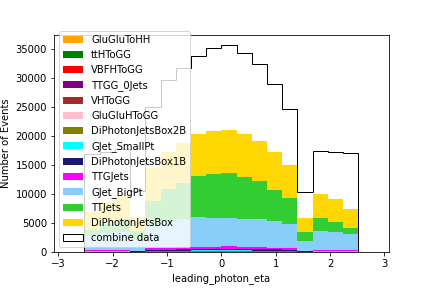 GluGluToHH
ttHToGG
VBFHToGG
TTGG_0Jets
VHToGG
GluGluHToGG
DiPhotonJetsBox2B
GJet_SmallPt
DiPhotonJetsBox1B
TTGJets
GJet_BigPt
TTJets
DiPhotonJetsBox
combine data
Number of Events
35000
30000
25000
20000
15000
10000
5000
0
−3 −2 −1 0 1 2 3
leading_photon_eta